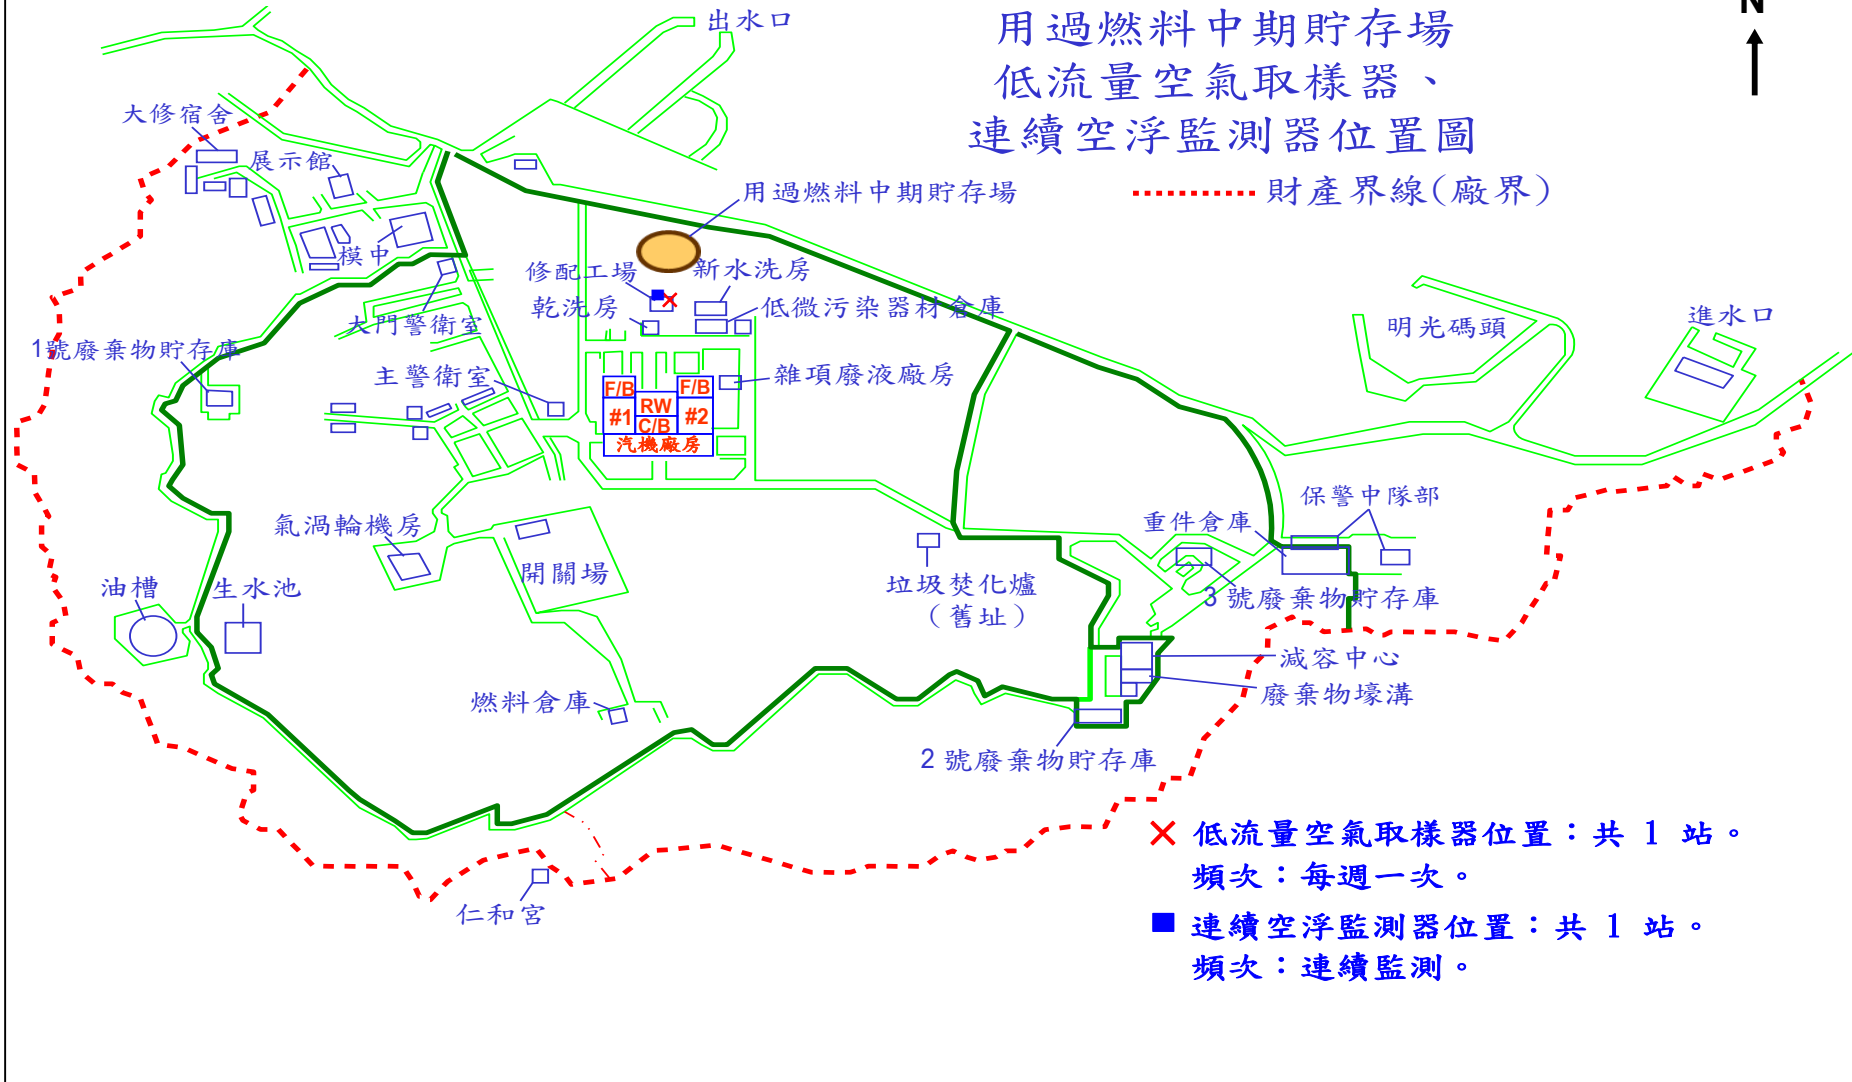 N
用過燃料中期貯存場
低流量空氣取樣器、
連續空浮監測器位置圖
財產界線(廠界)
出水口
大修宿舍
展示館
模中
用過燃料中期貯存場
修配工場
新水洗房
乾洗房
低微污染器材倉庫
大門警衛室
1號廢棄物貯存庫
主警衛室
雜項廢液廠房
F/B
F/B
RW
#1
#2
C/B
汽機廠房
明光碼頭
進水口
保警中隊部
重件倉庫
氣渦輪機房
開關場
垃圾焚化爐
(舊址)
3 號廢棄物貯存庫
油槽
生水池
減容中心
廢棄物壕溝
燃料倉庫
2 號廢棄物貯存庫
仁和宮
低流量空氣取樣器位置：共 1 站。
頻次：每週一次。
連續空浮監測器位置：共 1 站。
頻次：連續監測。